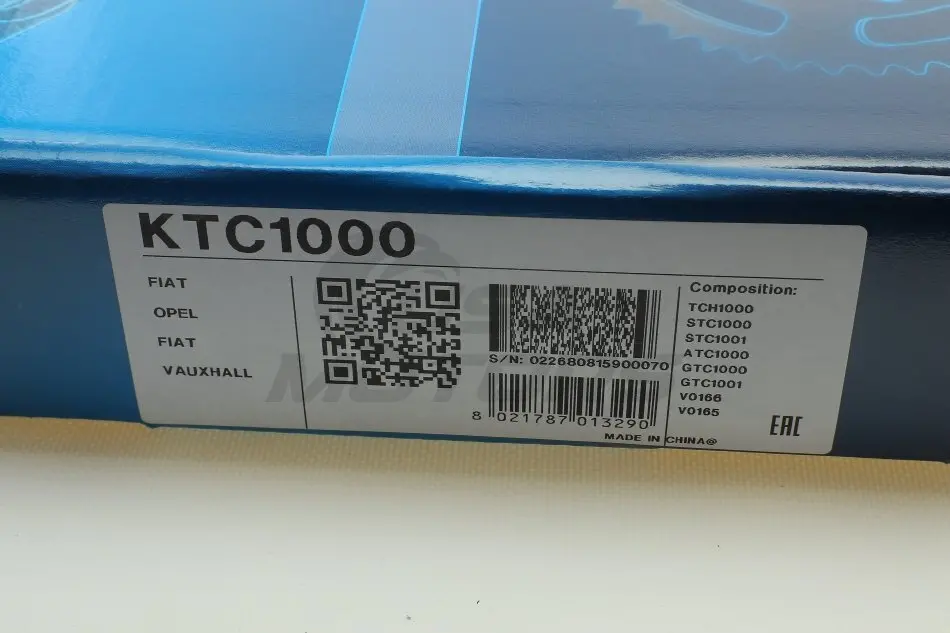 KTC1000
FIAT
OPEL
FIAT
VAUXHALL
S/N: 022680815900070
8 021787 013290
MADE IN CHINA@
Composition:
TCH1000
STC1000
STC1001
ATC1000
GTC1000
GTC1001
V0166
V0165
EAC